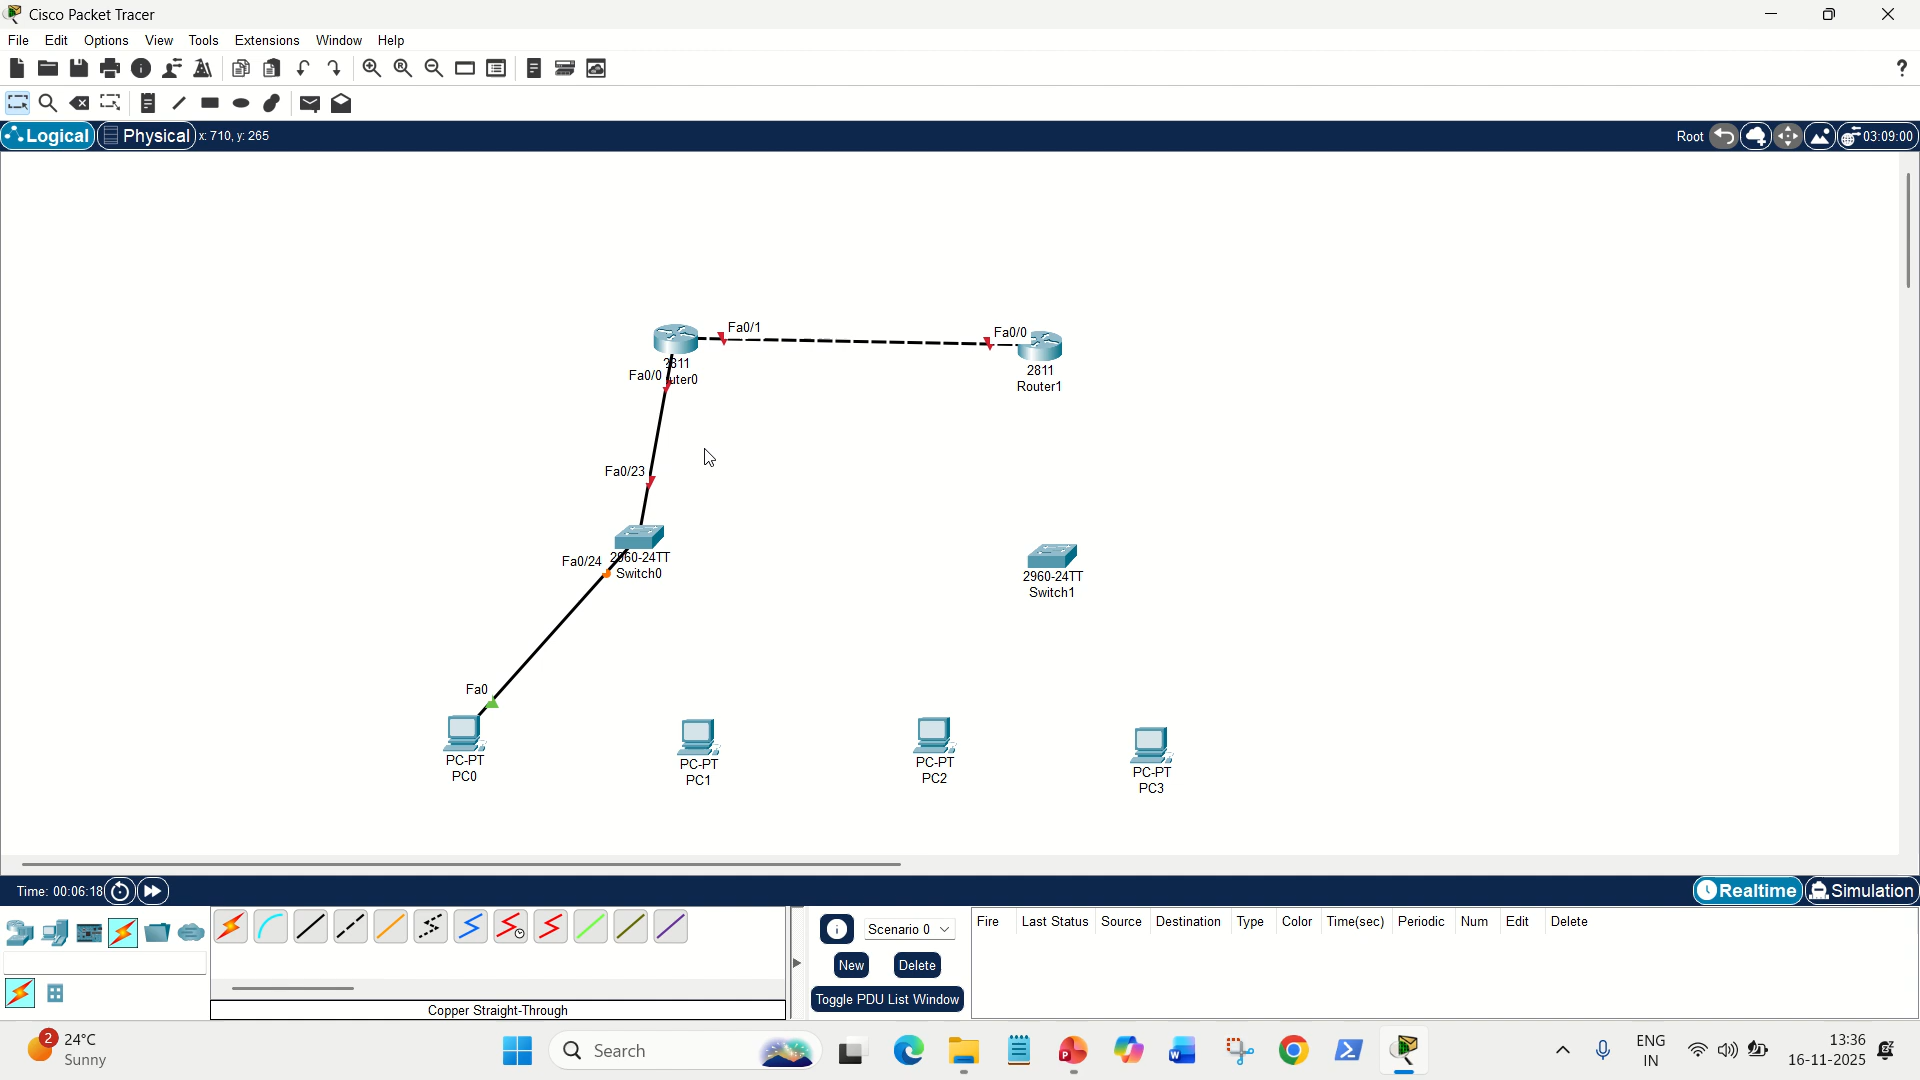 Cisco Packet Tracer
File Edit Options View Tools Extensions Window Help
Logical Physical x: 710, y: 265 Root 03:09:00
Fa0/1
Fa0/0
2811
Router1
Fa0/0
Fa0/23
Fa0/24
2960-24TT
Switch0
2960-24TT
Switch1
Fa0
PC-PT
PC0
PC-PT
PC1
PC-PT
PC2
PC-PT
PC3
Time: 00:06:18 Realtime Simulation
Scenario 0
New Delete
Toggle PDU List Window
Fire Last Status Source Destination Type Color Time(sec) Periodic Num Edit Delete
Copper Straight-Through
2
24°C
Sunny
Search
ENG
IN
13:36
16-11-2025